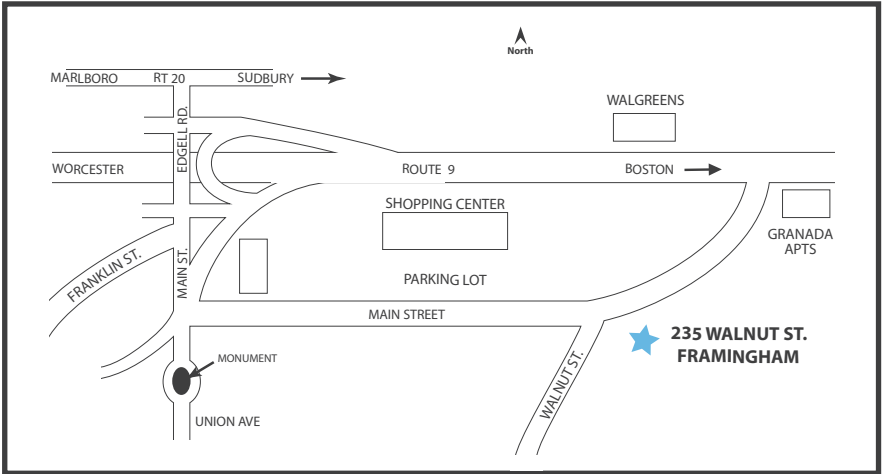 North
MARLBORO RT 20 SUDBURY
WALGREENS
EDGELL RD.
WORCESTER ROUTE 9 BOSTON
SHOPPING CENTER
GRANADA
APTS
FRANKLIN ST.
MAIN ST.
PARKING LOT
MAIN STREET
235 WALNUT ST.
FRAMINGHAM
MONUMENT
WALNUT ST.
UNION AVE